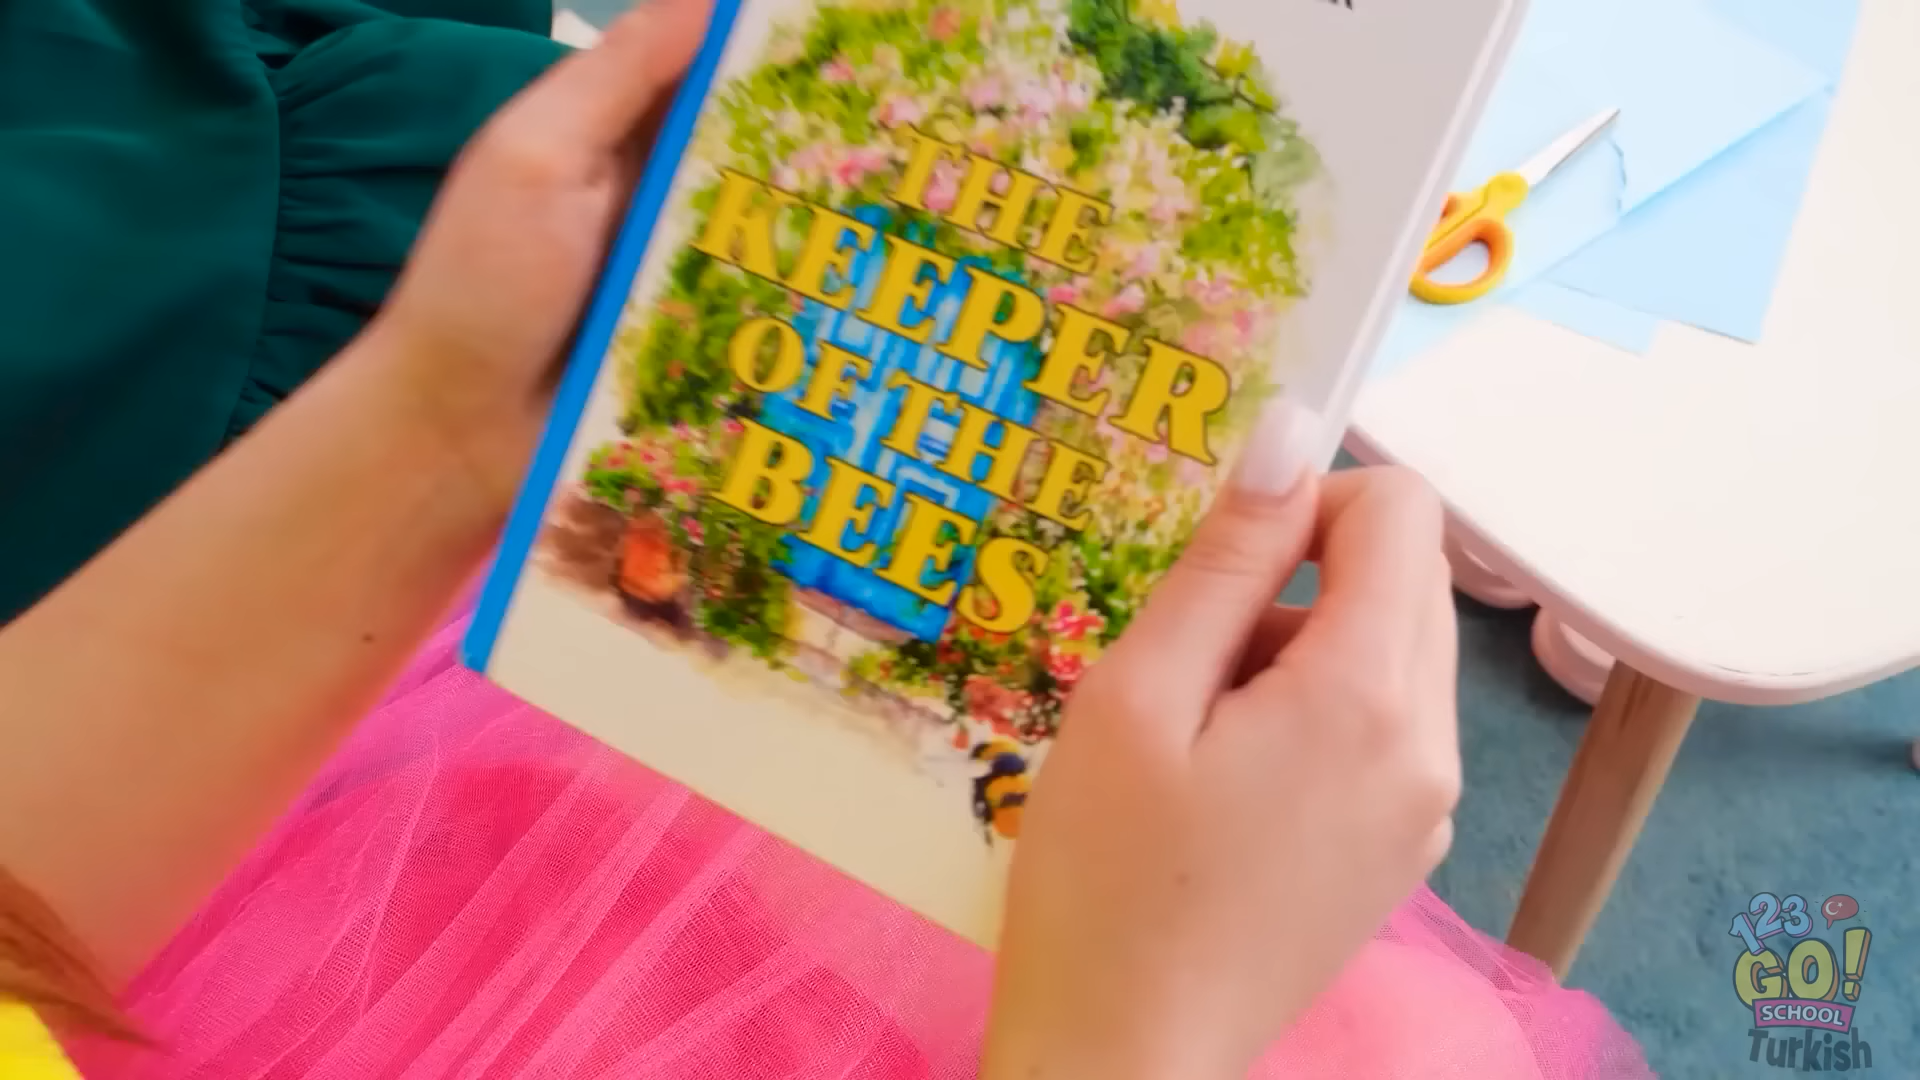 THE
KEEPER
OF THE
BEES
123
GO!
SCHOOL
Turkish